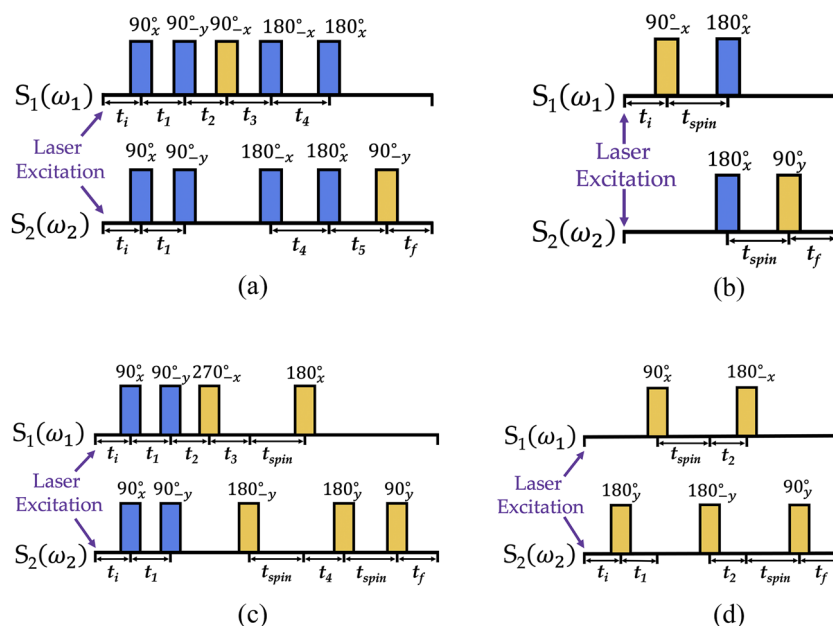 90°x 90°-y 90°-x 180°-x 180°x
S1(ω1)
ti t1 t2 t3 t4
Laser
Excitation
90°x 90°-y 180°-x 180°x 90°-y
S2(ω2)
ti t1 t4 t5 tf
(a)
90°-x 180°x
S1(ω1)
ti tspin
Laser
Excitation
180°x 90°y
S2(ω2)
tspin tf
(b)
90°x 90°-y 270°-x 180°x
S1(ω1)
ti t1 t2 t3 tspin
Laser
Excitation
90°x 90°-y 180°-y 180°y 90°y
S2(ω2)
ti t1 tspin t4 tspin tf
(c)
90°x 180°-x
S1(ω1)
tspin t2
Laser
Excitation
180°y 180°-y 90°y
S2(ω2)
ti t1 t2 tspin tf
(d)